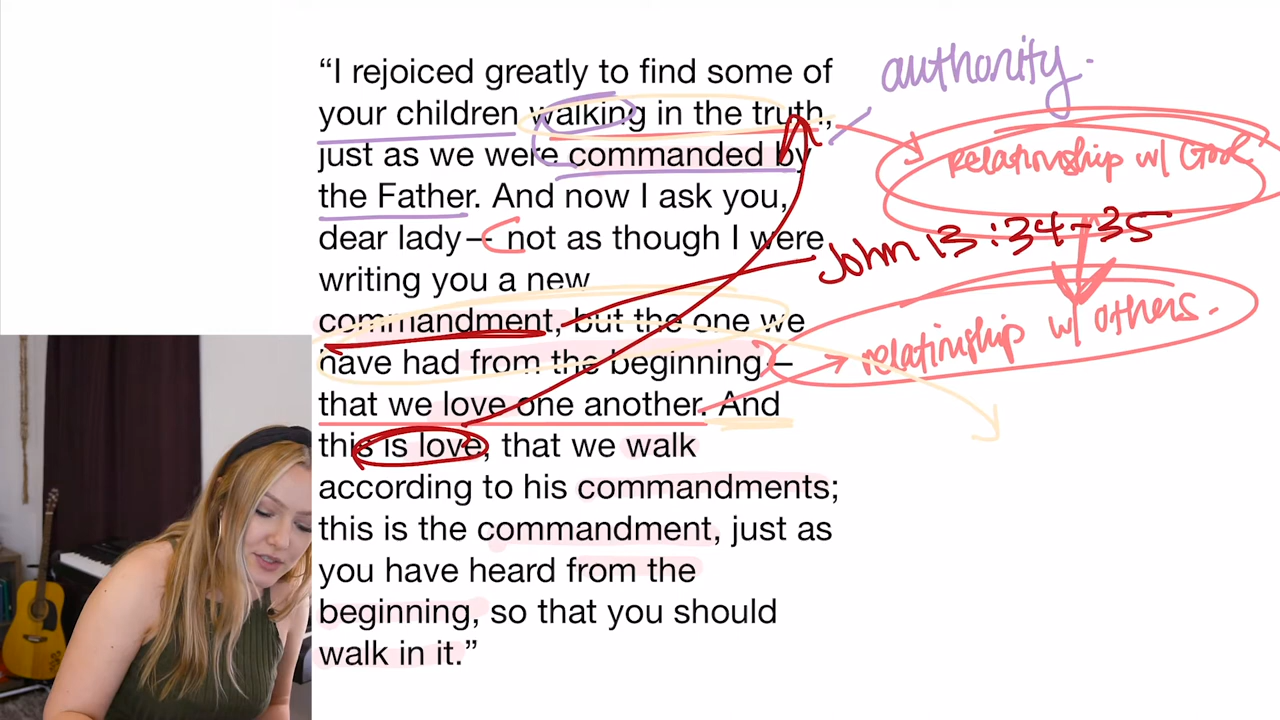 “I rejoiced greatly to find some of
your children walking in the truth,
just as we were commanded by
the Father. And now I ask you,
dear lady— not as though I were
writing you a new
commandment, but the one we
have had from the beginning—
that we love one another. And
this is love, that we walk
according to his commandments;
this is the commandment, just as
you have heard from the
beginning, so that you should
walk in it.”
authority.
relationship w/ God.
John 13:34-35
relationship w/ others.